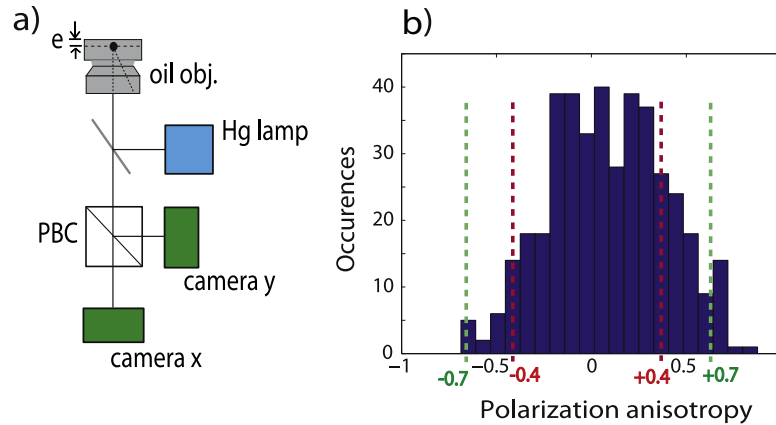 a)
e
oil obj.
Hg lamp
PBC
camera y
camera x
b)
Occurences
40
30
20
10
0
-1
-0.5
0
0.5
-0.7
-0.4
+0.4
+0.7
Polarization anisotropy